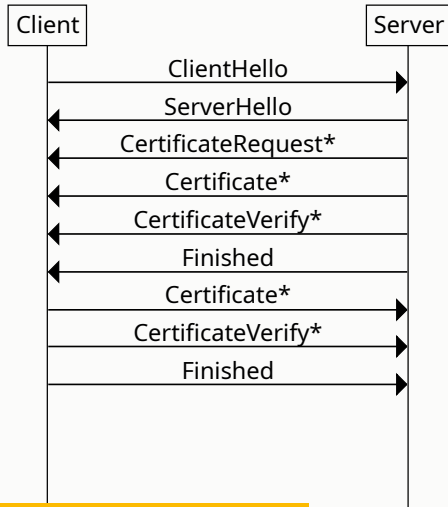 Client Server
ClientHello
ServerHello
CertificateRequest*
Certificate*
CertificateVerify*
Finished
Certificate*
CertificateVerify*
Finished